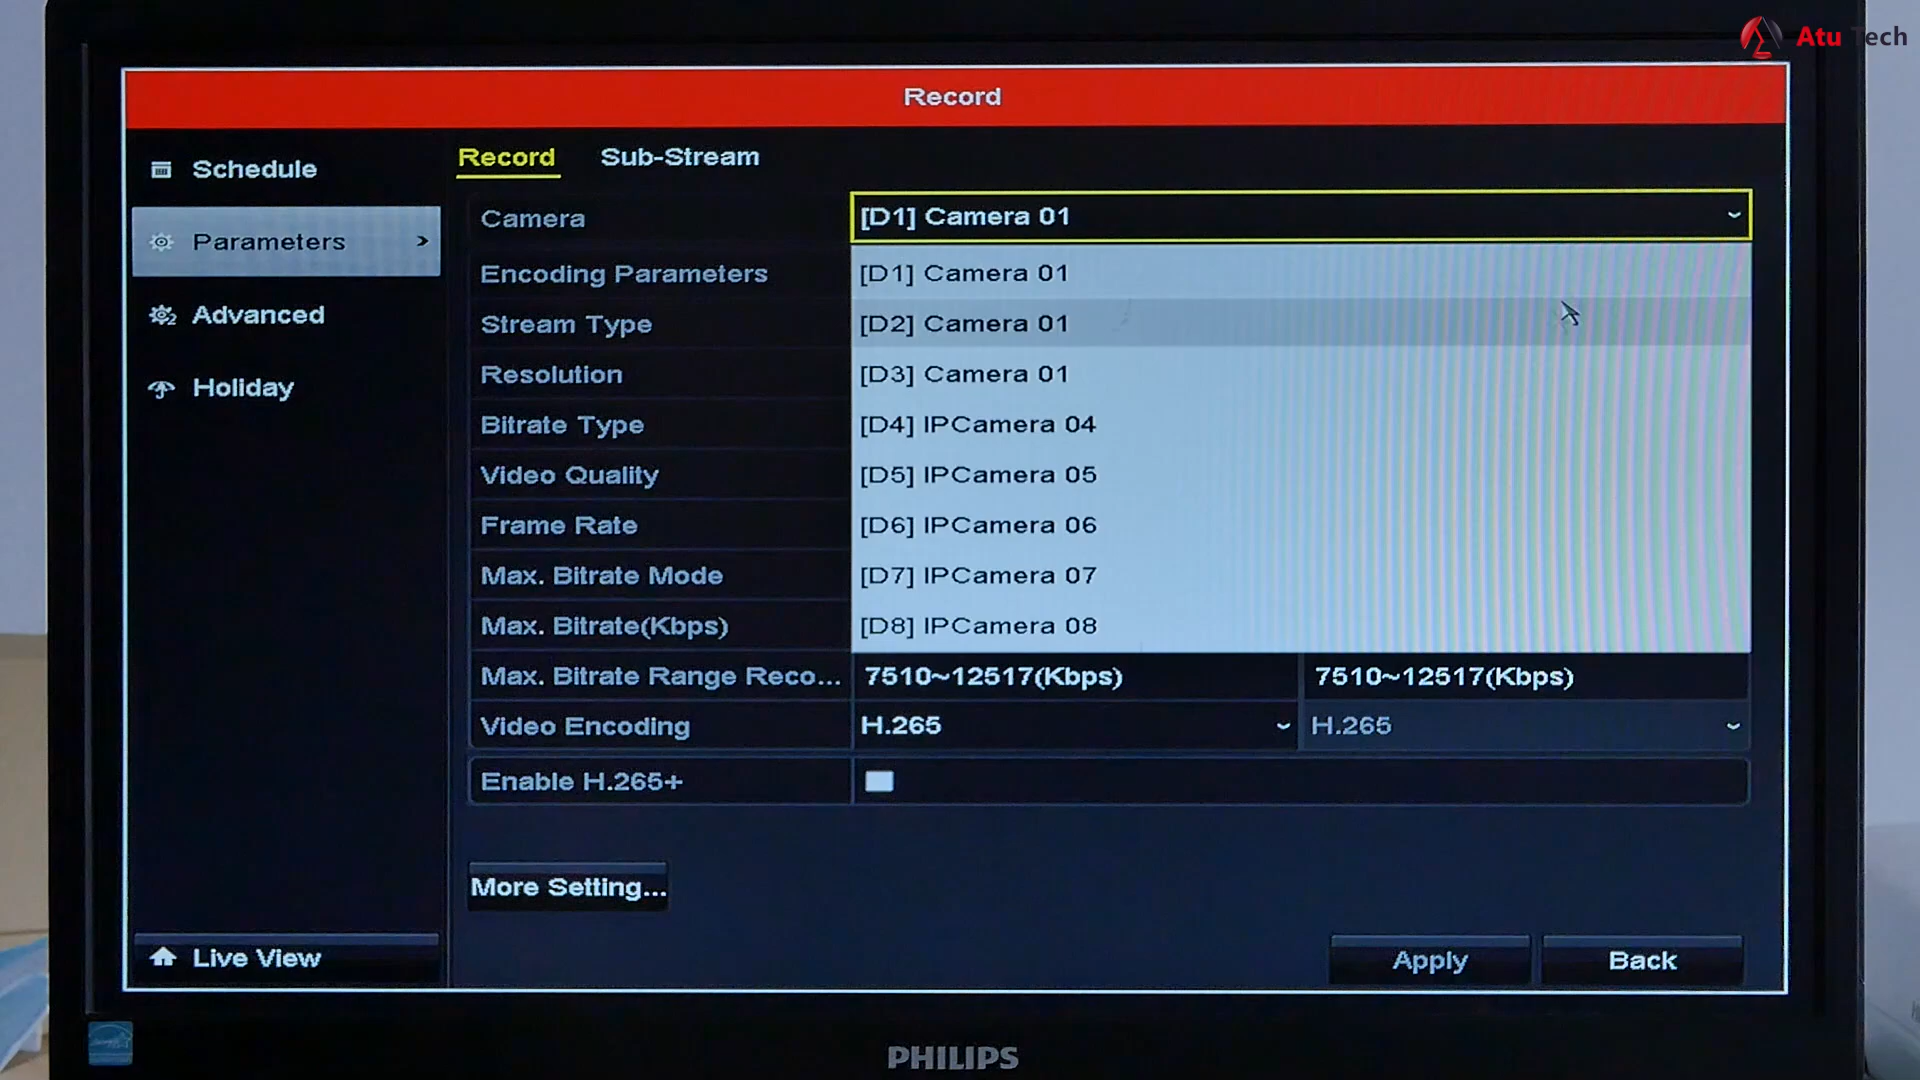 Atu Tech
Record
Schedule
Parameters >
Advanced
Holiday
Live View
Record Sub-Stream
Camera [D1] Camera 01
Encoding Parameters [D1] Camera 01
Stream Type [D2] Camera 01
Resolution [D3] Camera 01
Bitrate Type [D4] IPCamera 04
Video Quality [D5] IPCamera 05
Frame Rate [D6] IPCamera 06
Max. Bitrate Mode [D7] IPCamera 07
Max. Bitrate(Kbps) [D8] IPCamera 08
Max. Bitrate Range Reco... 7510~12517(Kbps) 7510~12517(Kbps)
Video Encoding H.265 H.265
Enable H.265+
More Setting...
Apply Back
PHILIPS